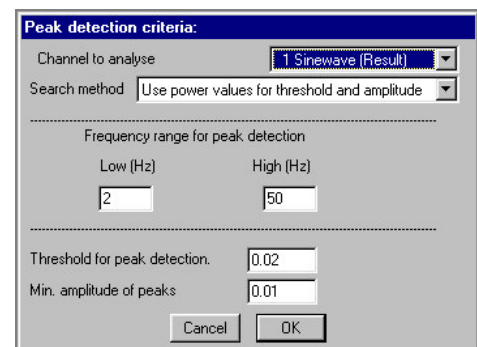 Peak detection criteria:
Channel to analyse 1 Sinewave (Result)
Search method Use power values for threshold and amplitude
Frequency range for peak detection
Low (Hz) High (Hz)
2 50
Threshold for peak detection. 0.02
Min. amplitude of peaks 0.01
Cancel OK